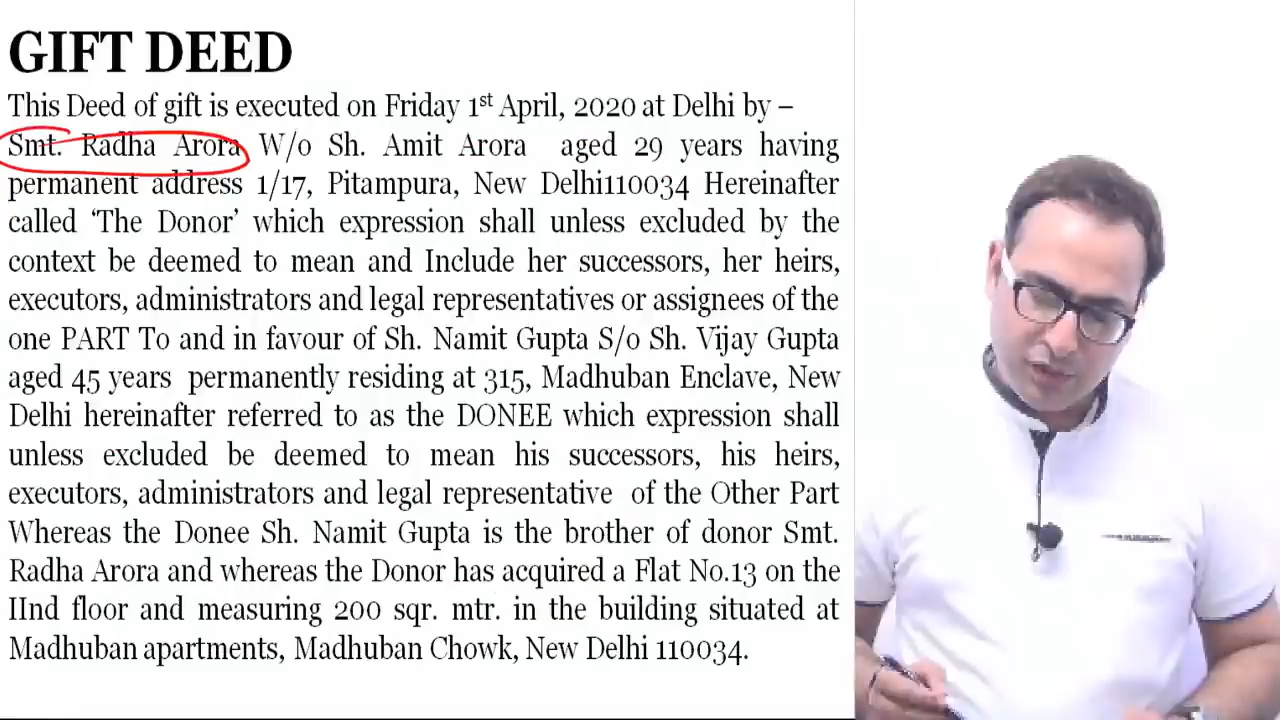 GIFT DEED
This Deed of gift is executed on Friday 1st April, 2020 at Delhi by –
Smt. Radha Arora W/o Sh. Amit Arora aged 29 years having
permanent address 1/17, Pitampura, New Delhi110034 Hereinafter
called ‘The Donor’ which expression shall unless excluded by the
context be deemed to mean and Include her successors, her heirs,
executors, administrators and legal representatives or assignees of the
one PART To and in favour of Sh. Namit Gupta S/o Sh. Vijay Gupta
aged 45 years permanently residing at 315, Madhuban Enclave, New
Delhi hereinafter referred to as the DONEE which expression shall
unless excluded be deemed to mean his successors, his heirs,
executors, administrators and legal representative of the Other Part
Whereas the Donee Sh. Namit Gupta is the brother of donor Smt.
Radha Arora and whereas the Donor has acquired a Flat No.13 on the
IInd floor and measuring 200 sqr. mtr. in the building situated at
Madhuban apartments, Madhuban Chowk, New Delhi 110034.